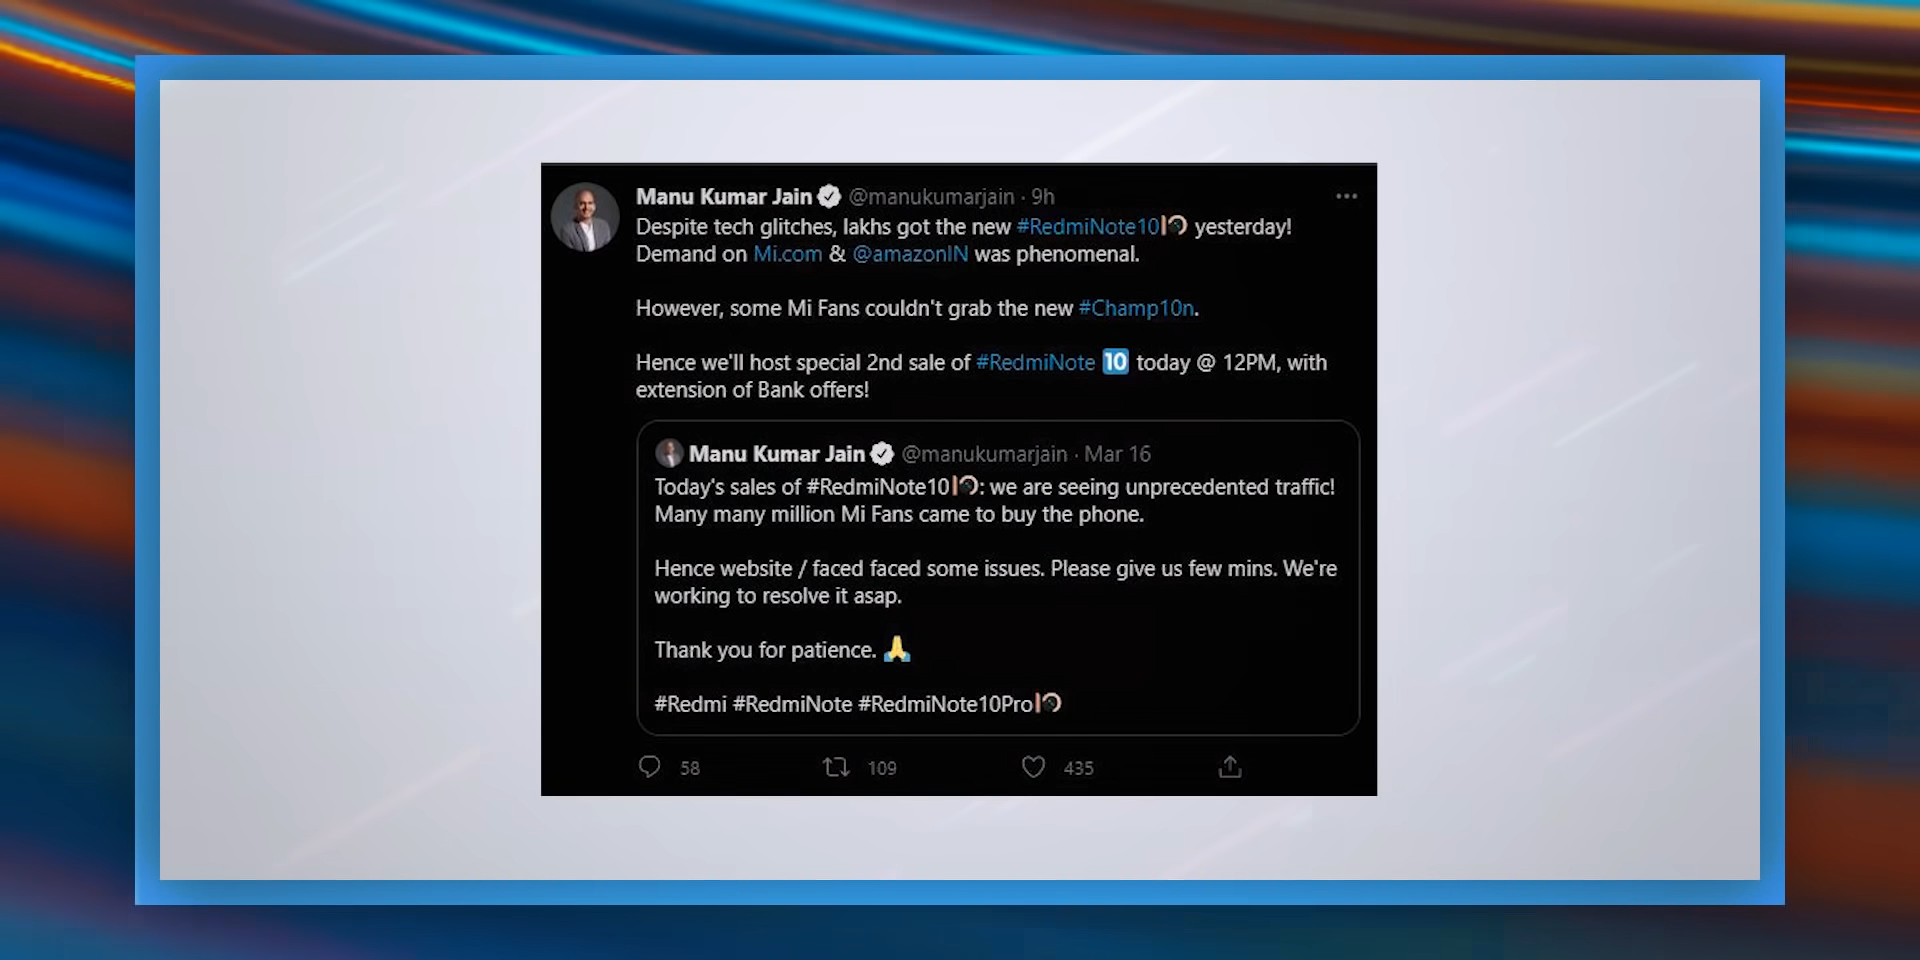 Manu Kumar Jain @manukumarjain · 9h
Despite tech glitches, lakhs got the new #RedmiNote10 yesterday!
Demand on Mi.com & @amazonIN was phenomenal.
However, some Mi Fans couldn't grab the new #Champ10n.
Hence we'll host special 2nd sale of #RedmiNote 🔟 today @ 12PM, with
extension of Bank offers!
Manu Kumar Jain @manukumarjain · Mar 16
Today's sales of #RedmiNote10: we are seeing unprecedented traffic!
Many many million Mi Fans came to buy the phone.
Hence website / faced faced some issues. Please give us few mins. We're
working to resolve it asap.
Thank you for patience. 🙏
#Redmi #RedmiNote #RedmiNote10Pro
58 109 435